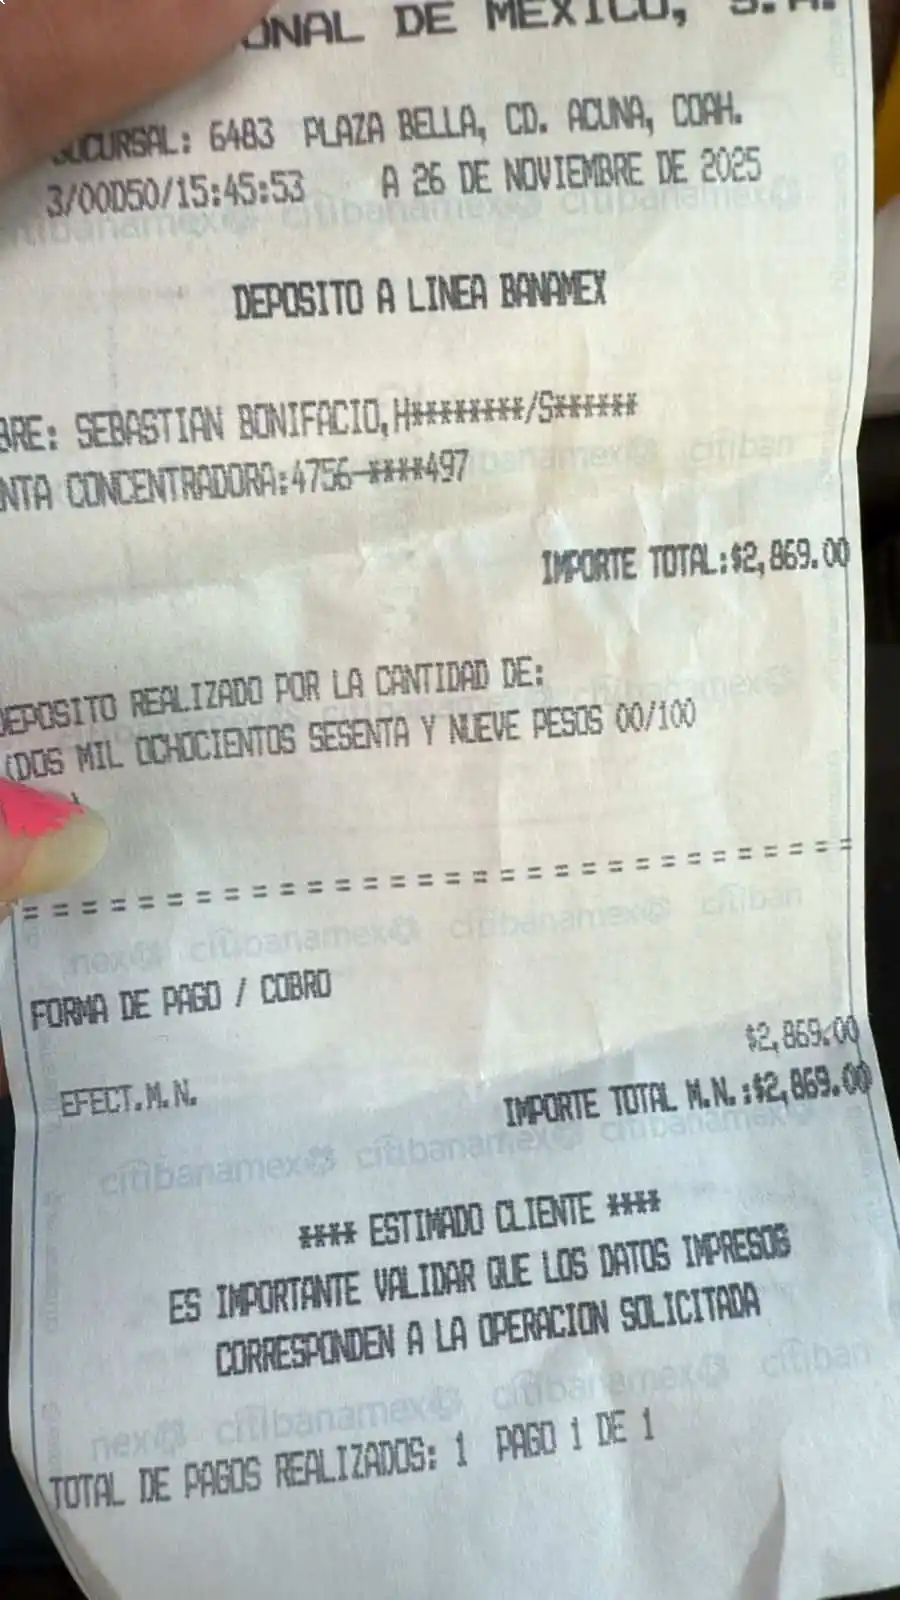 ONAL DE MEXICO, S.A.
SUCURSAL: 6483 PLAZA BELLA, CD. ACUNA, COAH.
3/00D50/15:45:53 A 26 DE NOVIEMBRE DE 2025
DEPOSITO A LINEA BANAMEX
BRE: SEBASTIAN BONIFACIO,H********/S******
NTA CONCENTRADORA:4756-****497
IMPORTE TOTAL:$2,869.00
DEPOSITO REALIZADO POR LA CANTIDAD DE:
(DOS MIL OCHOCIENTOS SESENTA Y NUEVE PESOS 00/100
)
= = = = = = = = = = = = = = = = = = = = = = = = = = = = =
FORMA DE PAGO / COBRO
$2,869.00
EFECT.M.N.
IMPORTE TOTAL M.N.:$2,869.00
**** ESTIMADO CLIENTE ****
ES IMPORTANTE VALIDAR QUE LOS DATOS IMPRESOS
CORRESPONDEN A LA OPERACION SOLICITADA
TOTAL DE PAGOS REALIZADOS: 1 PAGO 1 DE 1